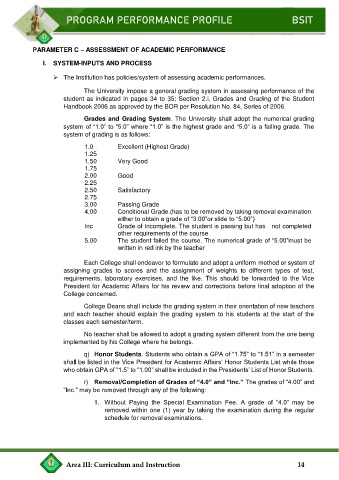 PROGRAM PERFORMANCE PROFILE BSIT
PARAMETER C – ASSESSMENT OF ACADEMIC PERFORMANCE
I. SYSTEM-INPUTS AND PROCESS
➢ The Institution has policies/system of assessing academic performances.
The University impose a general grading system in assessing performance of the
student as indicated in pages 34 to 35; Section 2.i, Grades and Grading of the Student
Handbook 2006 as approved by the BOR per Resolution No. 84, Series of 2006.
Grades and Grading System. The University shall adopt the numerical grading
system of “1.0” to “5.0” where “1.0” is the highest grade and “5.0” is a failing grade. The
system of grading is as follows:
1.0 Excellent (Highest Grade)
1.25
1.50 Very Good
1.75
2.00 Good
2.25
2.50 Satisfactory
2.75
3.00 Passing Grade
4.00 Conditional Grade.(has to be removed by taking removal examination
either to obtain a grade of “3.00”or slide to “5.00”)
Inc Grade of Incomplete. The student is passing but has not completed
other requirements of the course
5.00 The student failed the course. The numerical grade of “5.00”must be
written in red ink by the teacher
Each College shall endeavor to formulate and adopt a uniform method or system of
assigning grades to scores and the assignment of weights to different types of test,
requirements, laboratory exercises, and the like. This should be forwarded to the Vice
President for Academic Affairs for his review and corrections before final adoption of the
College concerned.
College Deans shall include the grading system in their orientation of new teachers
and each teacher should explain the grading system to his students at the start of the
classes each semester/term.
No teacher shall be allowed to adopt a grading system different from the one being
implemented by his College where he belongs.
q) Honor Students. Students who obtain a GPA of “1.75” to “1.51” in a semester
shall be listed in the Vice President for Academic Affairs’ Honor Students List while those
who obtain GPA of “1.5” to “1.00” shall be included in the Presidents’ List of Honor Students.
r) Removal/Completion of Grades of “4.0” and “Inc.” The grades of “4.00” and
“Inc.” may be removed through any of the following:
1. Without Paying the Special Examination Fee. A grade of “4.0” may be
removed within one (1) year by taking the examination during the regular
schedule for removal examinations.
Area III: Curriculum and Instruction 14